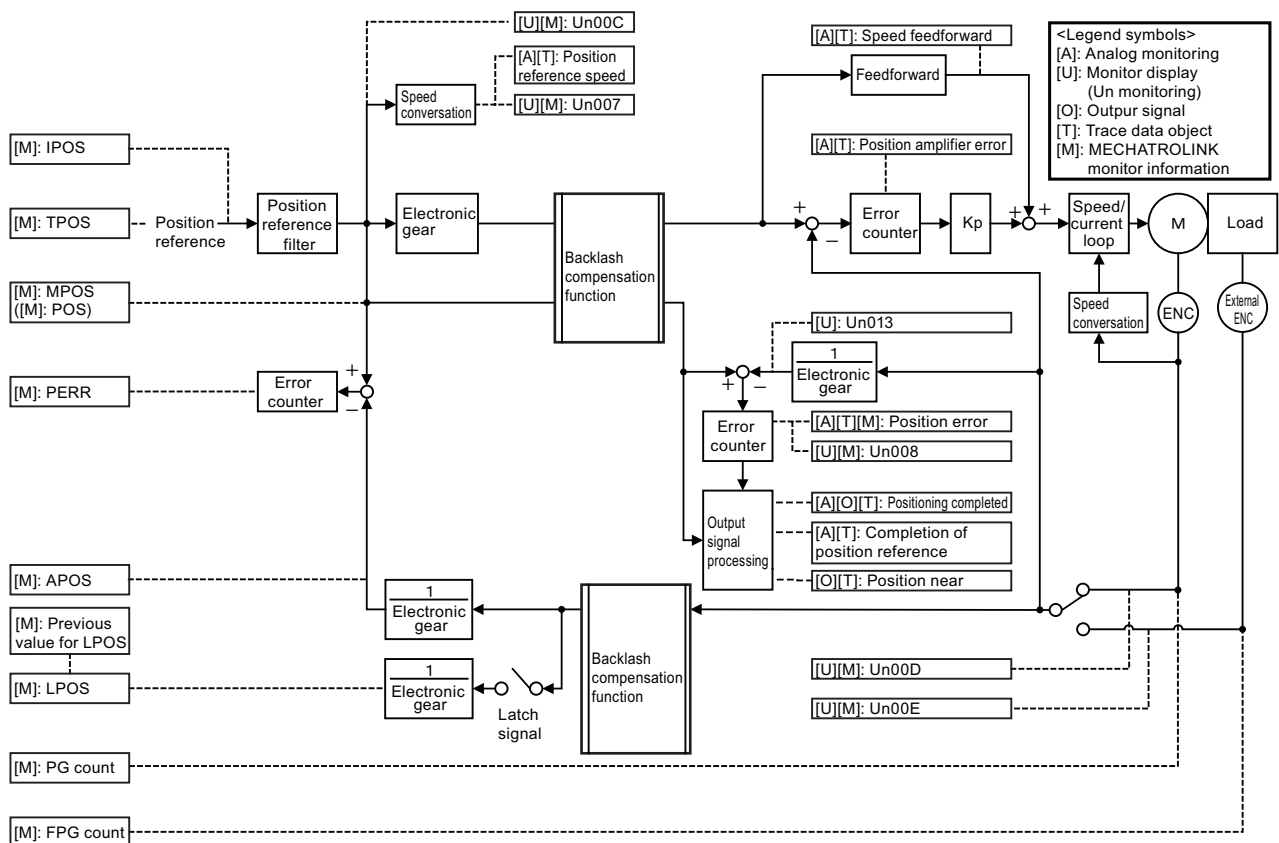 [U][M]: Un00C
[A][T]: Position
reference speed
[U][M]: Un007
Speed
conversation
[A][T]: Speed feedforward
Feedforward
<Legend symbols>
[A]: Analog monitoring
[U]: Monitor display
(Un monitoring)
[O]: Outpur signal
[T]: Trace data object
[M]: MECHATROLINK
monitor information
[M]: IPOS
[M]: TPOS
Position
reference
Position
reference
filter
Electronic
gear
Backlash
compensation
function
[A][T]: Position amplifier error
+
−
Error
counter
Kp
+
+
Speed/
current
loop
M
Load
[M]: MPOS
([M]: POS)
Speed
conversation
ENC
External
ENC
[U]: Un013
1
Electronic
gear
+
−
[M]: PERR
Error
counter
+
−
Error
counter
[A][T][M]: Position error
[U][M]: Un008
Output
signal
processing
[A][O][T]: Positioning completed
[A][T]: Completion of
position reference
[O][T]: Position near
[M]: APOS
1
Electronic
gear
[M]: Previous
value for LPOS
[M]: LPOS
1
Electronic
gear
Latch
signal
Backlash
compensation
function
[U][M]: Un00D
[U][M]: Un00E
[M]: PG count
[M]: FPG count